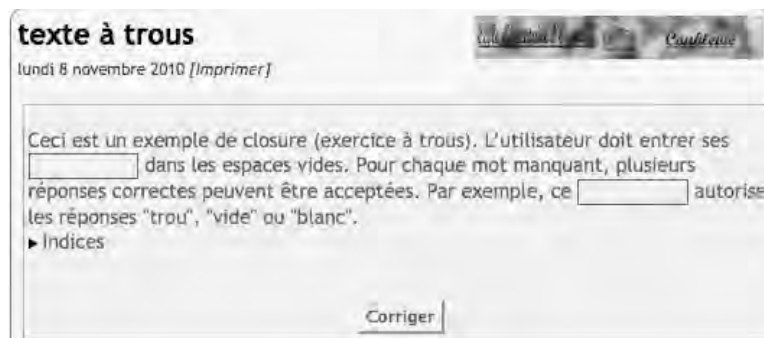 texte à trous
lundi 8 novembre 2010 [Imprimer]
Canfdienne
Ceci est un exemple de closure (exercice à trous). L'utilisateur doit entrer ses
dans les espaces vides. Pour chaque mot manquant, plusieurs
réponses correctes peuvent être acceptées. Par exemple, ce autorise
les réponses "trou", "vide" ou "blanc".
▸ Indices
Corriger